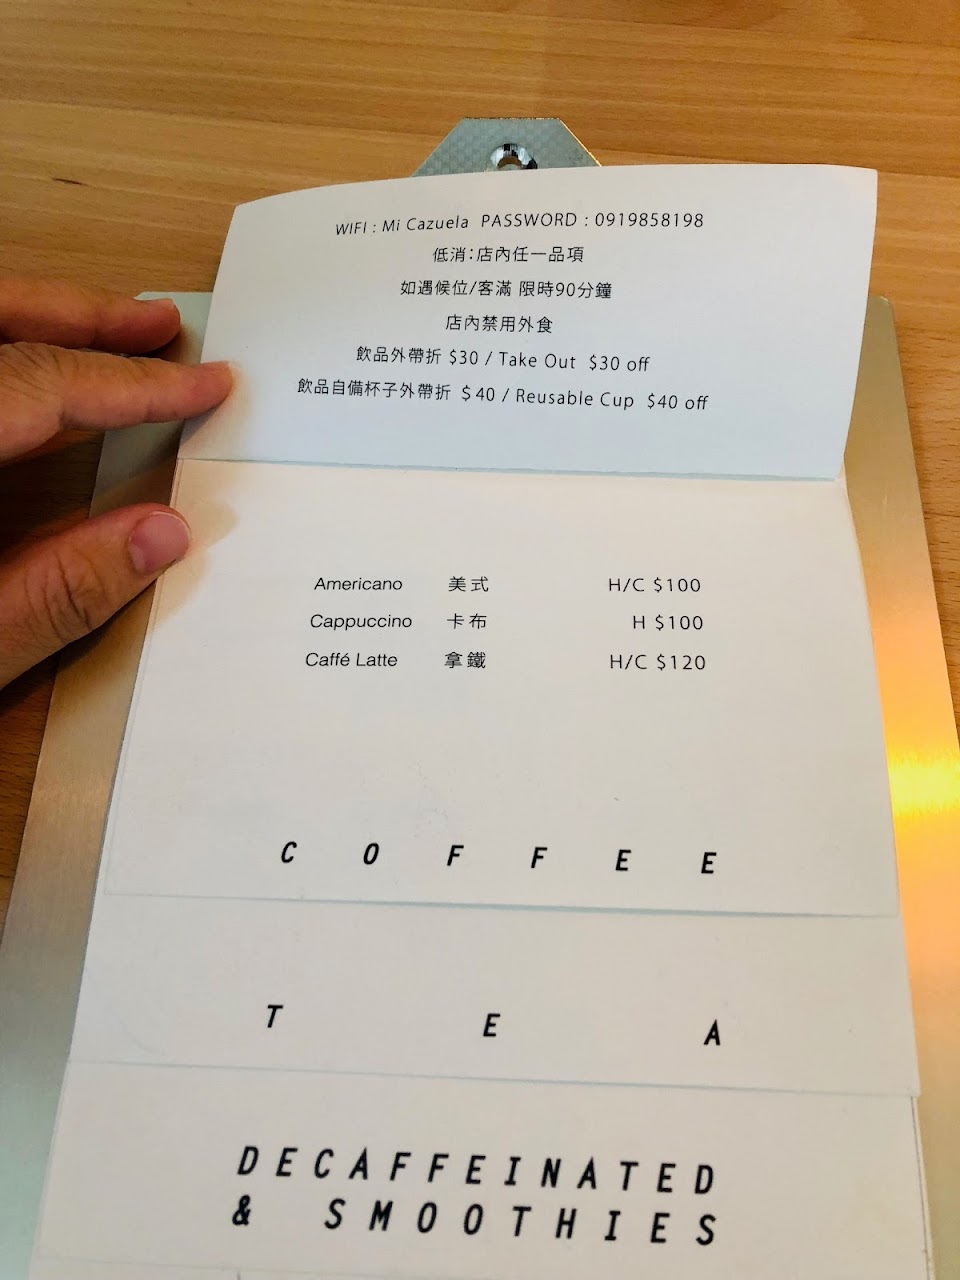 WIFI : Mi Cazuela PASSWORD : 0919858198
低消:店內任一品項
如遇候位/客滿 限時90分鐘
店內禁用外食
飲品外帶折 $30 / Take Out $30 off
飲品自備杯子外帶折 $40 / Reusable Cup $40 off
Americano 美式 H/C $100
Cappuccino 卡布 H $100
Caffé Latte 拿鐵 H/C $120
COFFEE
TEA
DECAFFEINATED
& SMOOTHIES